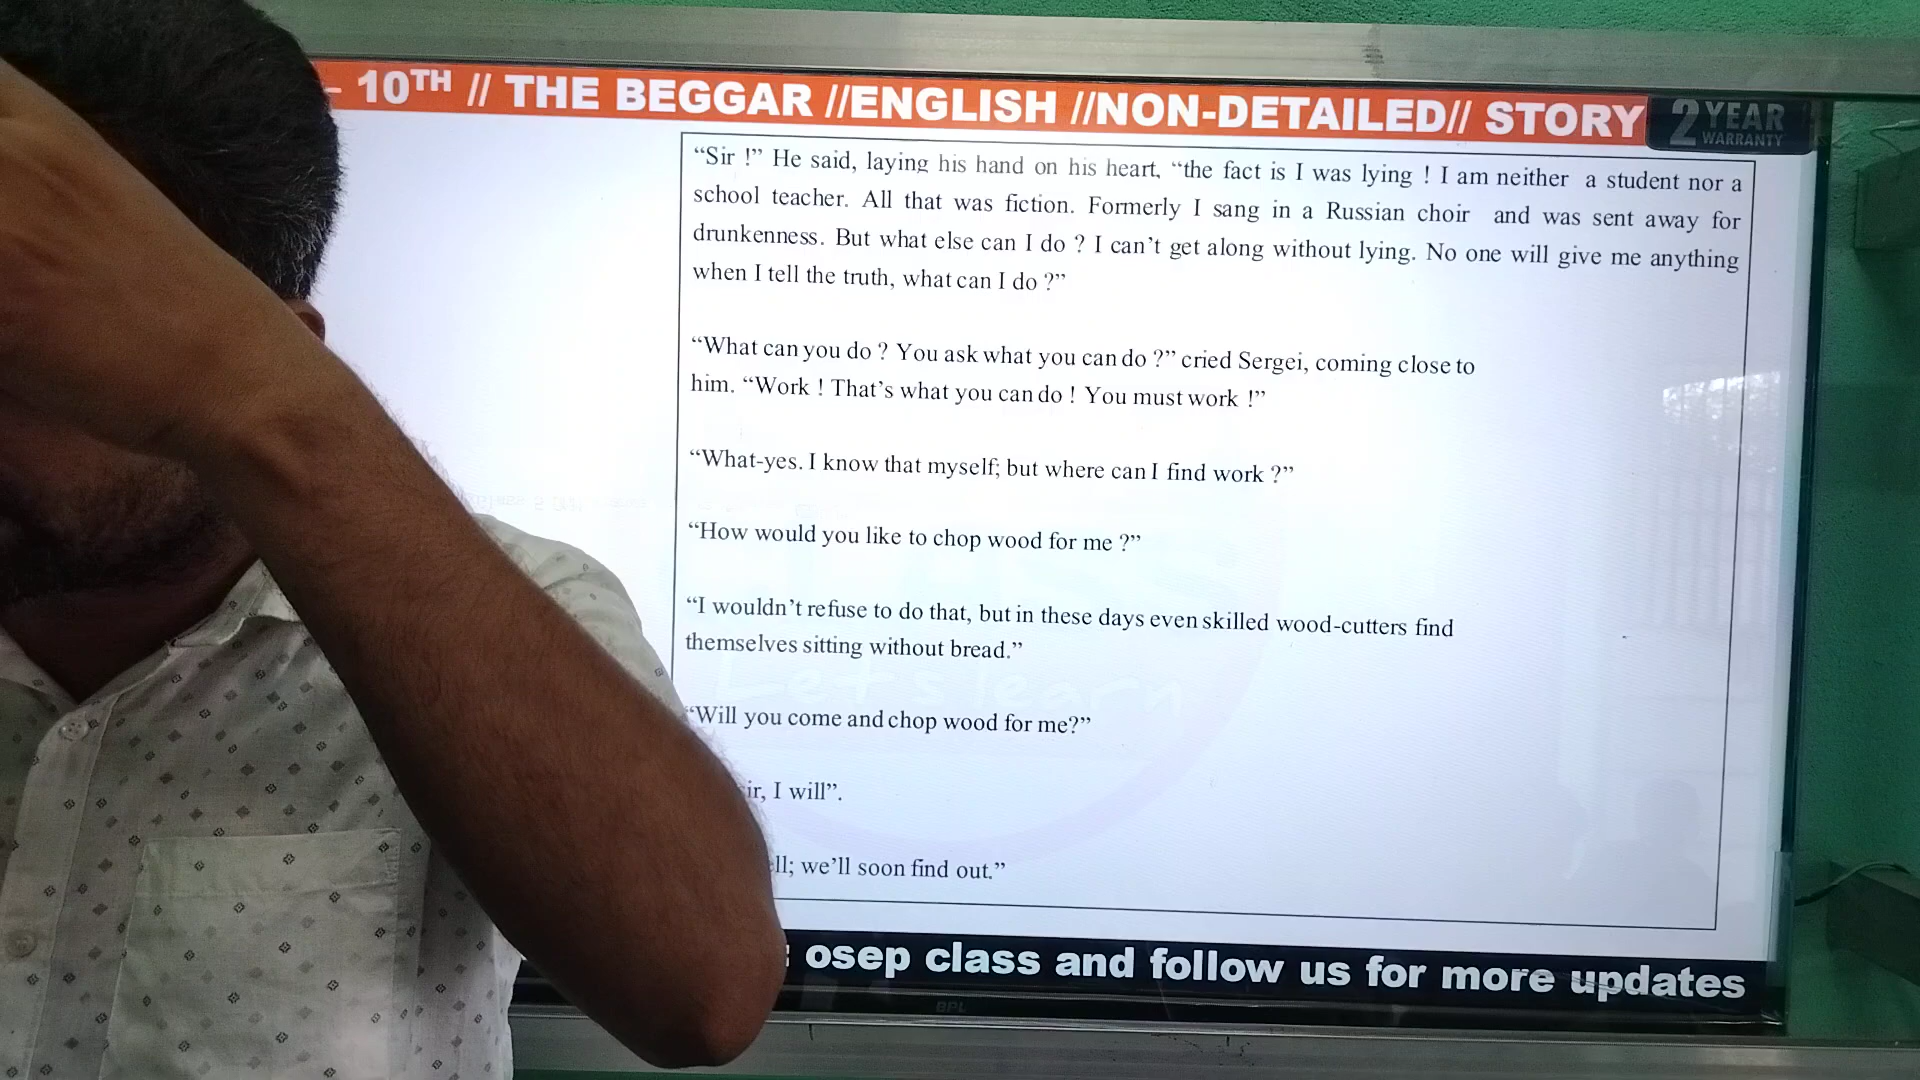 - 10TH // THE BEGGAR //ENGLISH //NON-DETAILED// STORY
2 YEAR
WARRANTY
“Sir !” He said, laying his hand on his heart, “the fact is I was lying ! I am neither a student nor a
school teacher. All that was fiction. Formerly I sang in a Russian choir and was sent away for
drunkenness. But what else can I do ? I can’t get along without lying. No one will give me anything
when I tell the truth, what can I do ?”
“What can you do ? You ask what you can do ?” cried Sergei, coming close to
him. “Work ! That’s what you can do ! You must work !”
“What-yes. I know that myself; but where can I find work ?”
“How would you like to chop wood for me ?”
“I wouldn’t refuse to do that, but in these days even skilled wood-cutters find
themselves sitting without bread.”
Let's learn
“Will you come and chop wood for me?”
ir, I will”.
ll; we’ll soon find out.”
: osep class and follow us for more updates
BPL